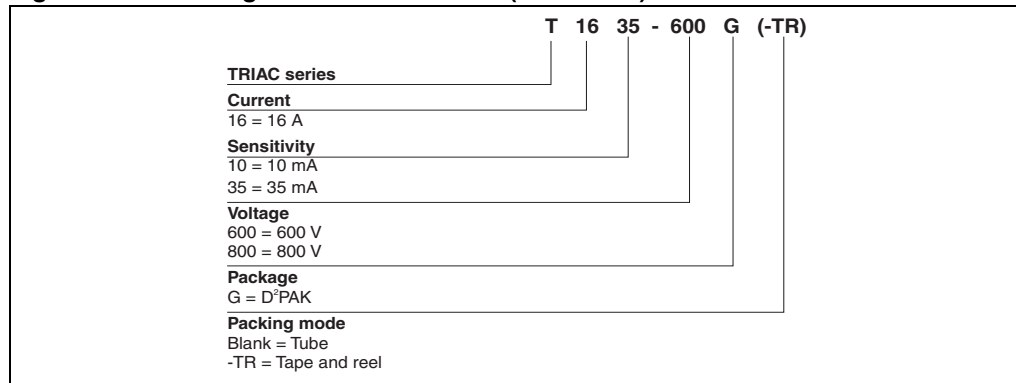 T 16 35 - 600 G (-TR)
TRIAC series
Current
16 = 16 A
Sensitivity
10 = 10 mA
35 = 35 mA
Voltage
600 = 600 V
800 = 800 V
Package
G = D²PAK
Packing mode
Blank = Tube
-TR = Tape and reel